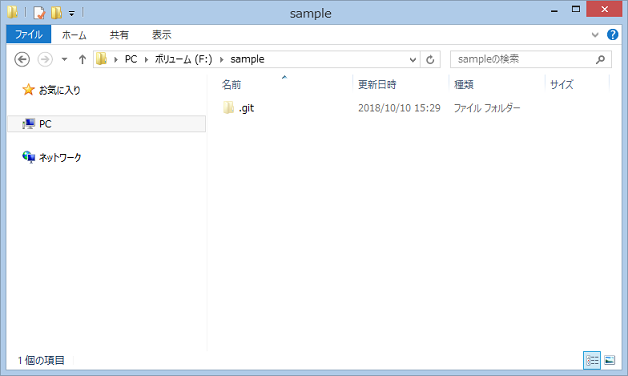 sample
ファイル ホーム 共有 表示
PC ボリューム (F:) sample
sampleの検索
お気に入り
PC
ネットワーク
名前 更新日時 種類 サイズ
.git 2018/10/10 15:29 ファイル フォルダー
1 個の項目